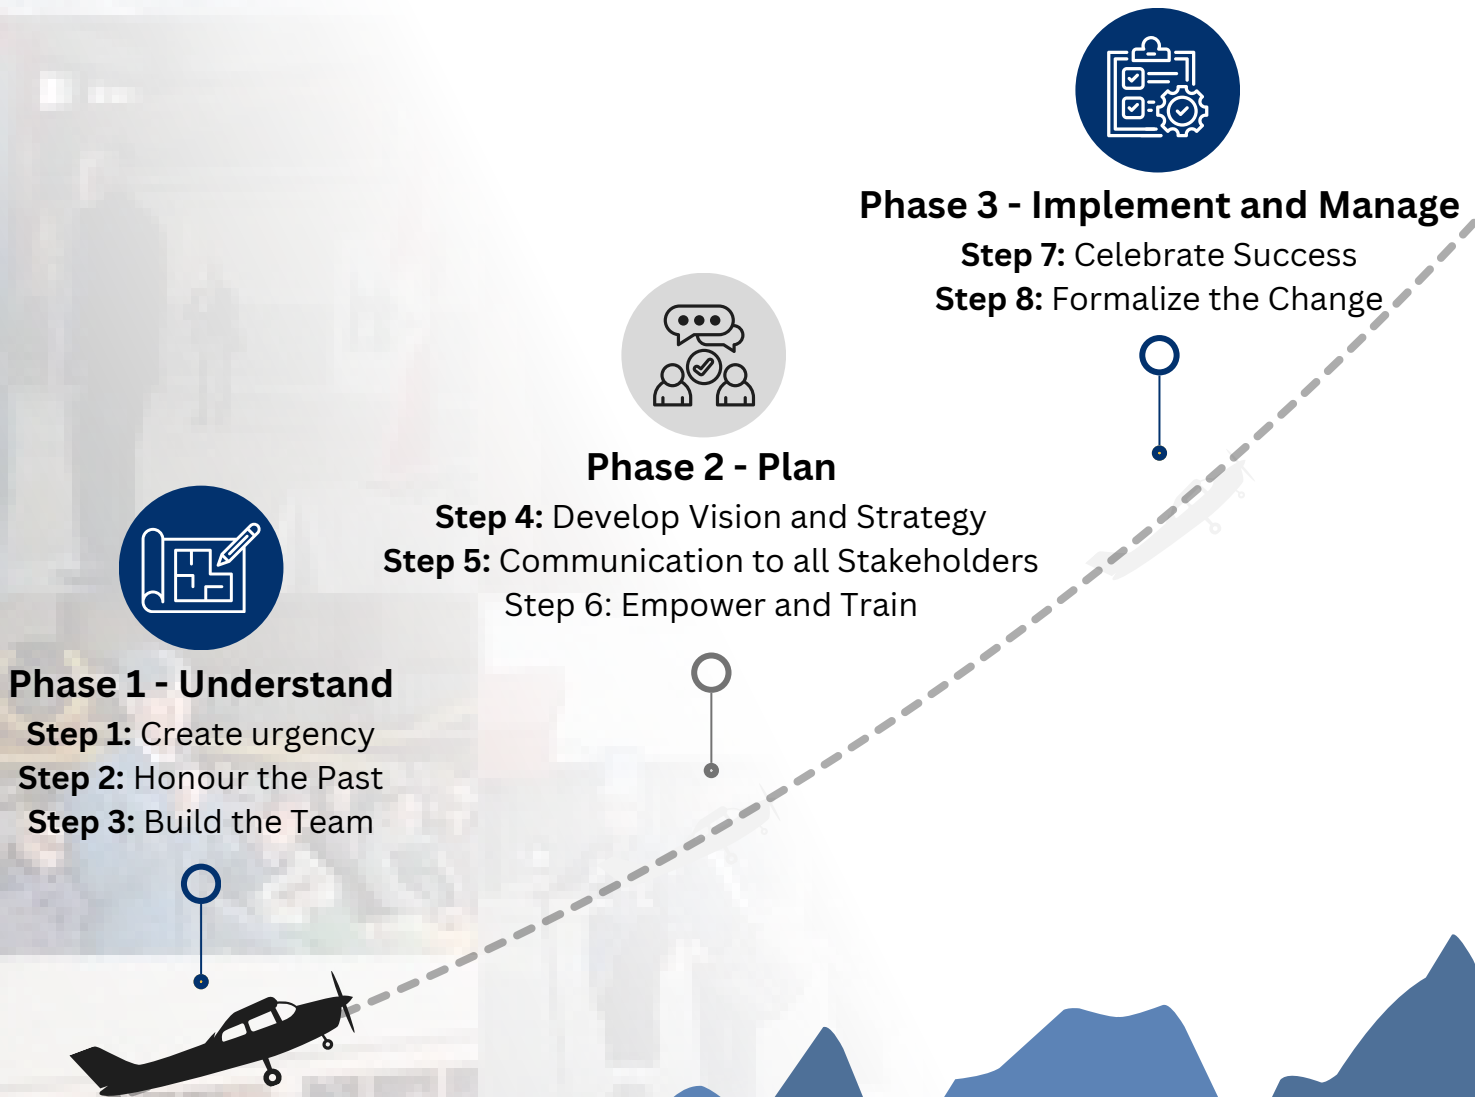 Phase 1 - Understand
Step 1: Create urgency
Step 2: Honour the Past
Step 3: Build the Team
Phase 2 - Plan
Step 4: Develop Vision and Strategy
Step 5: Communication to all Stakeholders
Step 6: Empower and Train
Phase 3 - Implement and Manage
Step 7: Celebrate Success
Step 8: Formalize the Change